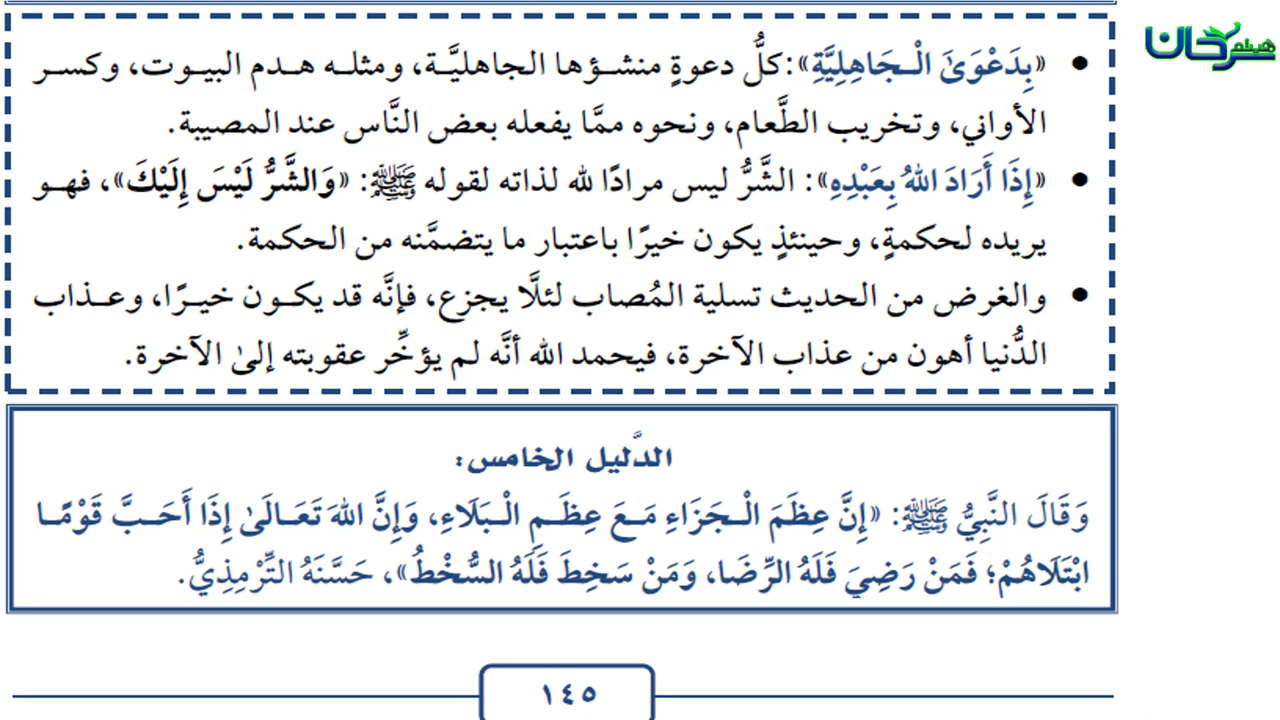 هيثم سرحان
• «بِدَعْوَىٰ الْجَاهِلِيَّةِ»: كلُّ دعوةٍ منشؤها الجاهليَّة، ومثله هدم البيوت، وكسر
الأواني، وتخريب الطَّعام، ونحوه ممَّا يفعله بعض النَّاس عند المصيبة.
• «إِذَا أَرَادَ اللهُ بِعَبْدِهِ»: الشَّرُّ ليس مرادًا لله لذاته لقوله ﷺ: «وَالشَّرُّ لَيْسَ إِلَيْكَ»، فهو
يريده لحكمةٍ، وحينئذٍ يكون خيرًا باعتبار ما يتضمَّنه من الحكمة.
• والغرض من الحديث تسلية المُصاب لئلَّا يجزع، فإنَّه قد يكون خيرًا، وعذاب
الدُّنيا أهون من عذاب الآخرة، فيحمد الله أنَّه لم يؤخِّر عقوبته إلىٰ الآخرة.
الدَّليل الخامس:
وَقَالَ النَّبِيُّ ﷺ: «إِنَّ عِظَمَ الْجَزَاءِ مَعَ عِظَمِ الْبَلَاءِ، وَإِنَّ اللهَ تَعَالَىٰ إِذَا أَحَبَّ قَوْمًا
ابْتَلَاهُمْ؛ فَمَنْ رَضِيَ فَلَهُ الرِّضَا، وَمَنْ سَخِطَ فَلَهُ السُّخْطُ»، حَسَّنَهُ التِّرْمِذِيُّ.
١٤٥